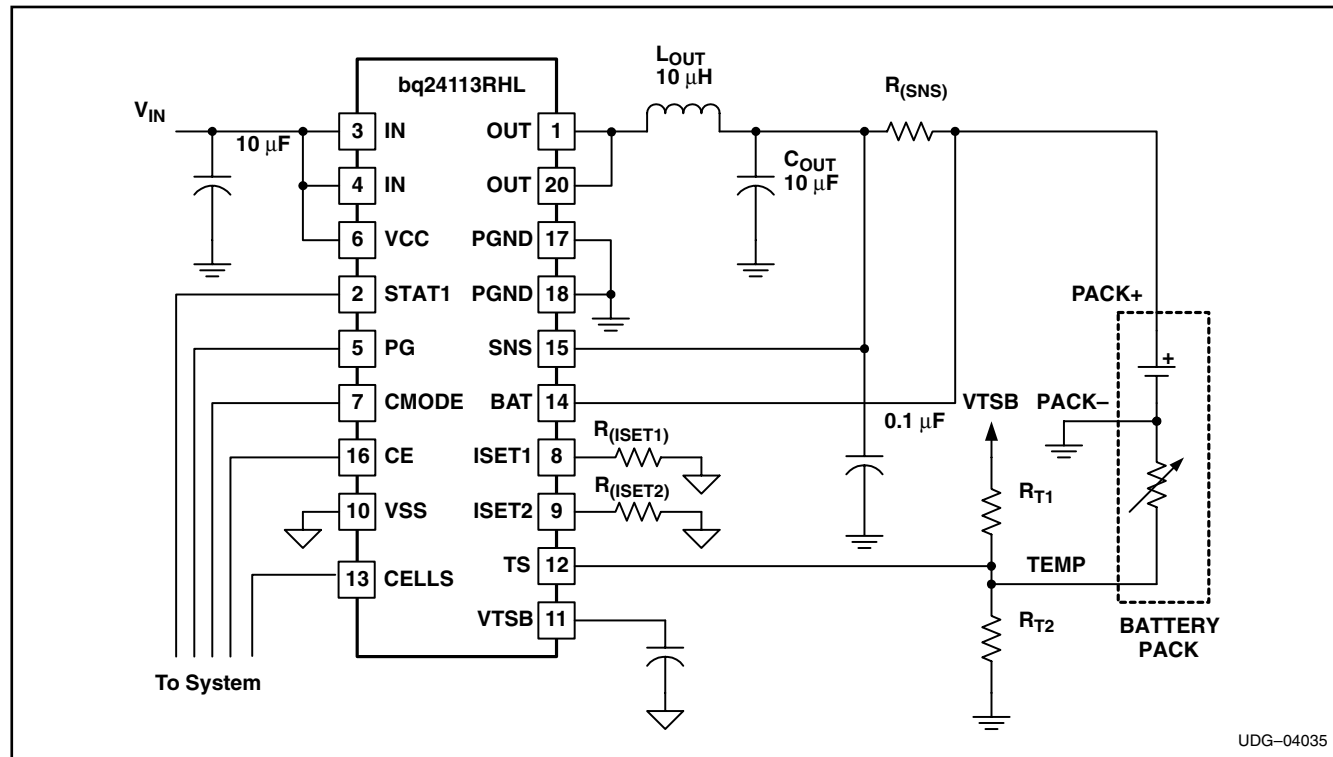 bq24113RHL
V_IN
10 μF
3 IN
4 IN
6 VCC
2 STAT1
5 PG
7 CMODE
16 CE
10 VSS
13 CELLS
To System
OUT 1
OUT 20
PGND 17
PGND 18
SNS 15
BAT 14
ISET1 8
ISET2 9
TS 12
VTSB 11
L_OUT
10 μH
R_(SNS)
C_OUT
10 μF
R_(ISET1)
R_(ISET2)
0.1 μF
VTSB
R_T1
TEMP
R_T2
PACK+
+
PACK–
BATTERY
PACK
UDG–04035